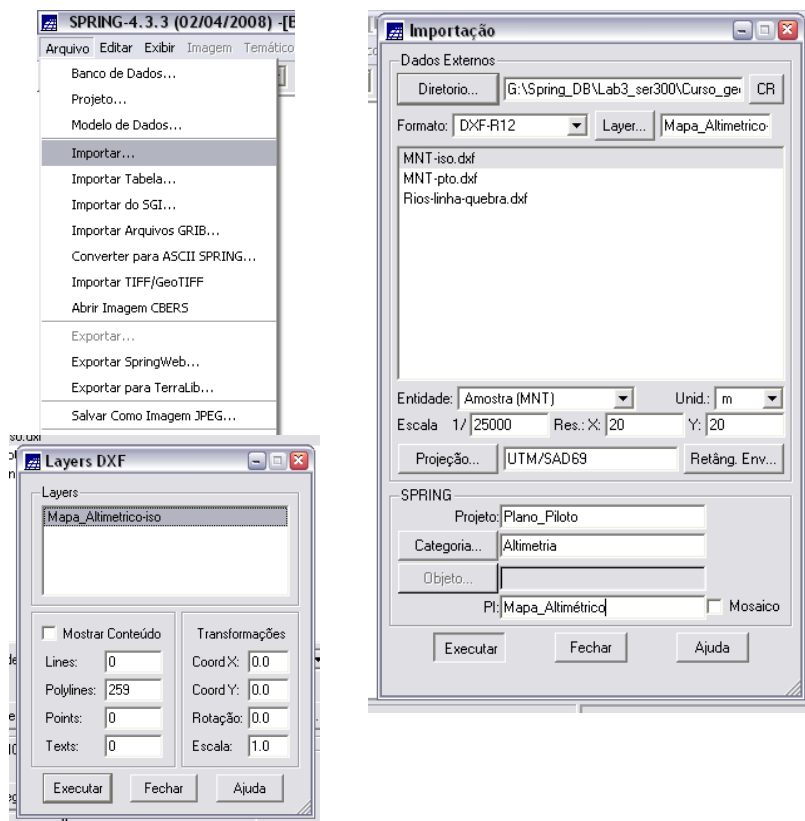 SPRING-4.3.3 (02/04/2008) -[B
Arquivo Editar Exibir Imagem Temático
Banco de Dados...
Projeto...
Modelo de Dados...
Importar...
Importar Tabela...
Importar do SGI...
Importar Arquivos GRIB...
Converter para ASCII SPRING...
Importar TIFF/GeoTIFF
Abrir Imagem CBERS
Exportar...
Exportar SpringWeb...
Exportar para TerraLib...
Salvar Como Imagem JPEG...
Layers DXF
Layers
Mapa_Altimetrico-iso
Mostrar Conteúdo
Lines: 0
Polylines: 259
Points: 0
Texts: 0
Transformações
Coord X: 0.0
Coord Y: 0.0
Rotação: 0.0
Escala: 1.0
Executar Fechar Ajuda
Importação
Dados Externos
Diretorio... G:\Spring_DB\Lab3_ser300\Curso_geo CR
Formato: DXF-R12 Layer... Mapa_Altimetrico-
MNT-iso.dxf
MNT-pto.dxf
Rios-linha-quebra.dxf
Entidade: Amostra (MNT) Unid.: m
Escala 1/ 25000 Res.: X: 20 Y: 20
Projeção... UTM/SAD69 Retâng. Env...
SPRING
Projeto: Plano_Piloto
Categoria... Altimetria
Objeto...
PI: Mapa_Altimétrico Mosaico
Executar Fechar Ajuda